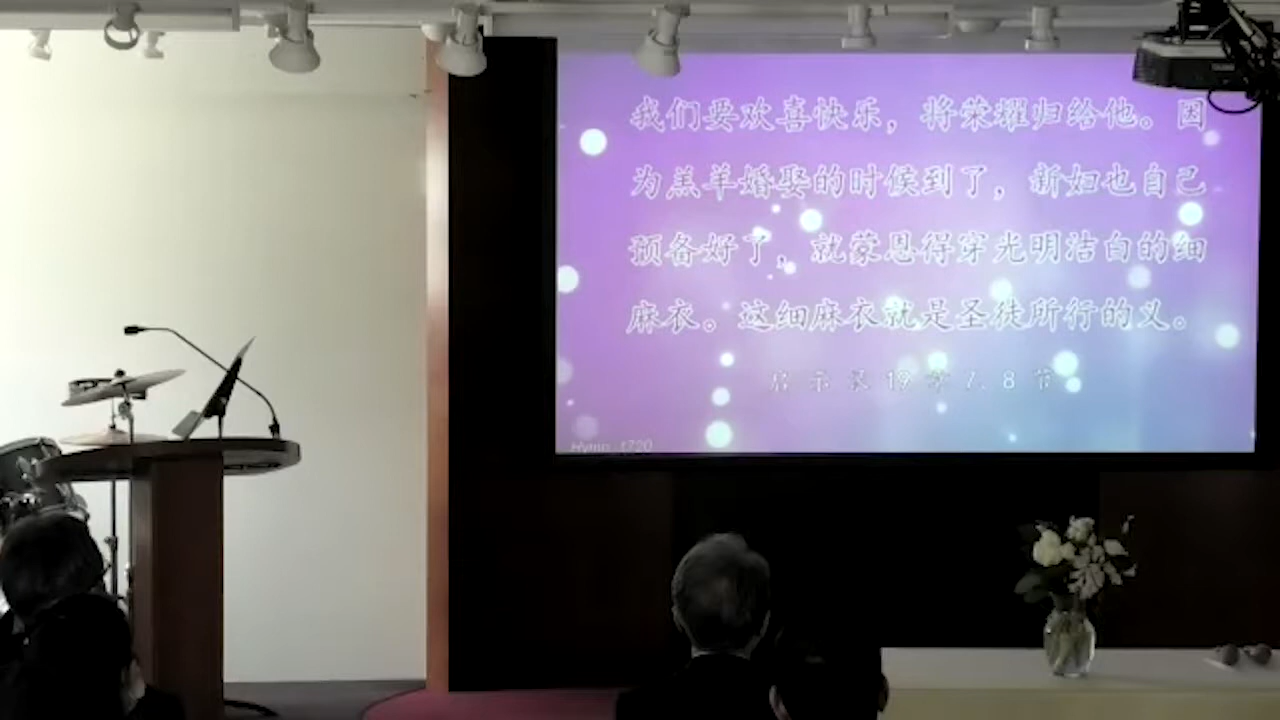 我们要欢喜快乐，将荣耀归给他。因
为羔羊婚娶的时候到了，新妇也自己
预备好了，就蒙恩得穿光明洁白的细
麻衣。这细麻衣就是圣徒所行的义。
启 示 录 19 章 7. 8 节
Hymn t720